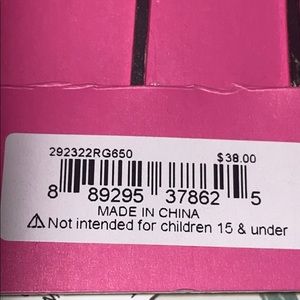 292322RG650 $38.00
8 89295 37862 5
MADE IN CHINA
⚠ Not intended for children 15 & under